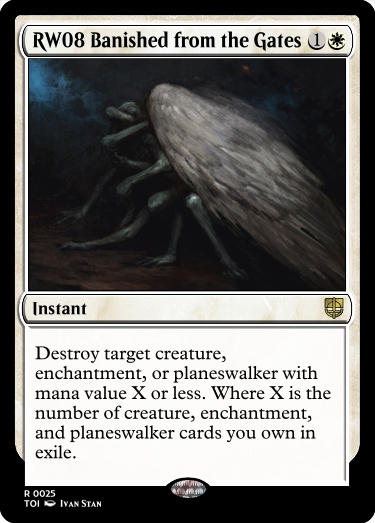 RW08 Banished from the Gates 1
Instant
Destroy target creature,
enchantment, or planeswalker with
mana value X or less. Where X is the
number of creature, enchantment,
and planeswalker cards you own in
exile.
R 0025
TOI Ivan Stan